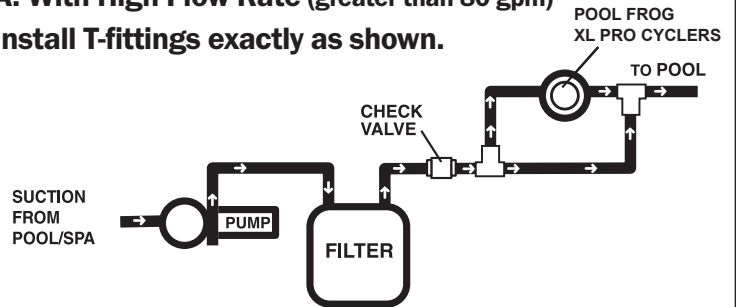 A. With High Flow Rate (greater than 80 gpm)
Install T-fittings exactly as shown.
POOL FROG
XL PRO CYCLERS
TO POOL
CHECK
VALVE
SUCTION
FROM
POOL/SPA
PUMP
FILTER